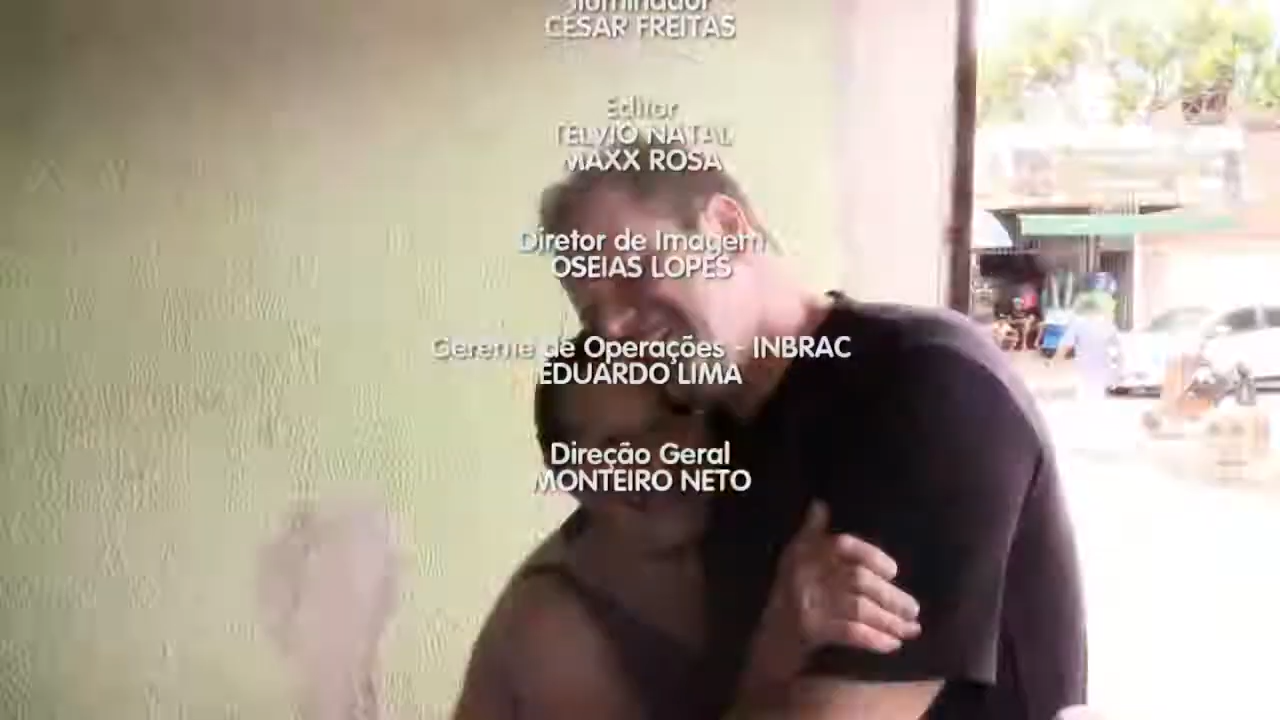 Iluminador
CESAR FREITAS
Editor
TELVIO NATAL
MAXX ROSA
Diretor de Imagem
OSEIAS LOPES
Gerente de Operações - INBRAC
EDUARDO LIMA
Direção Geral
MONTEIRO NETO